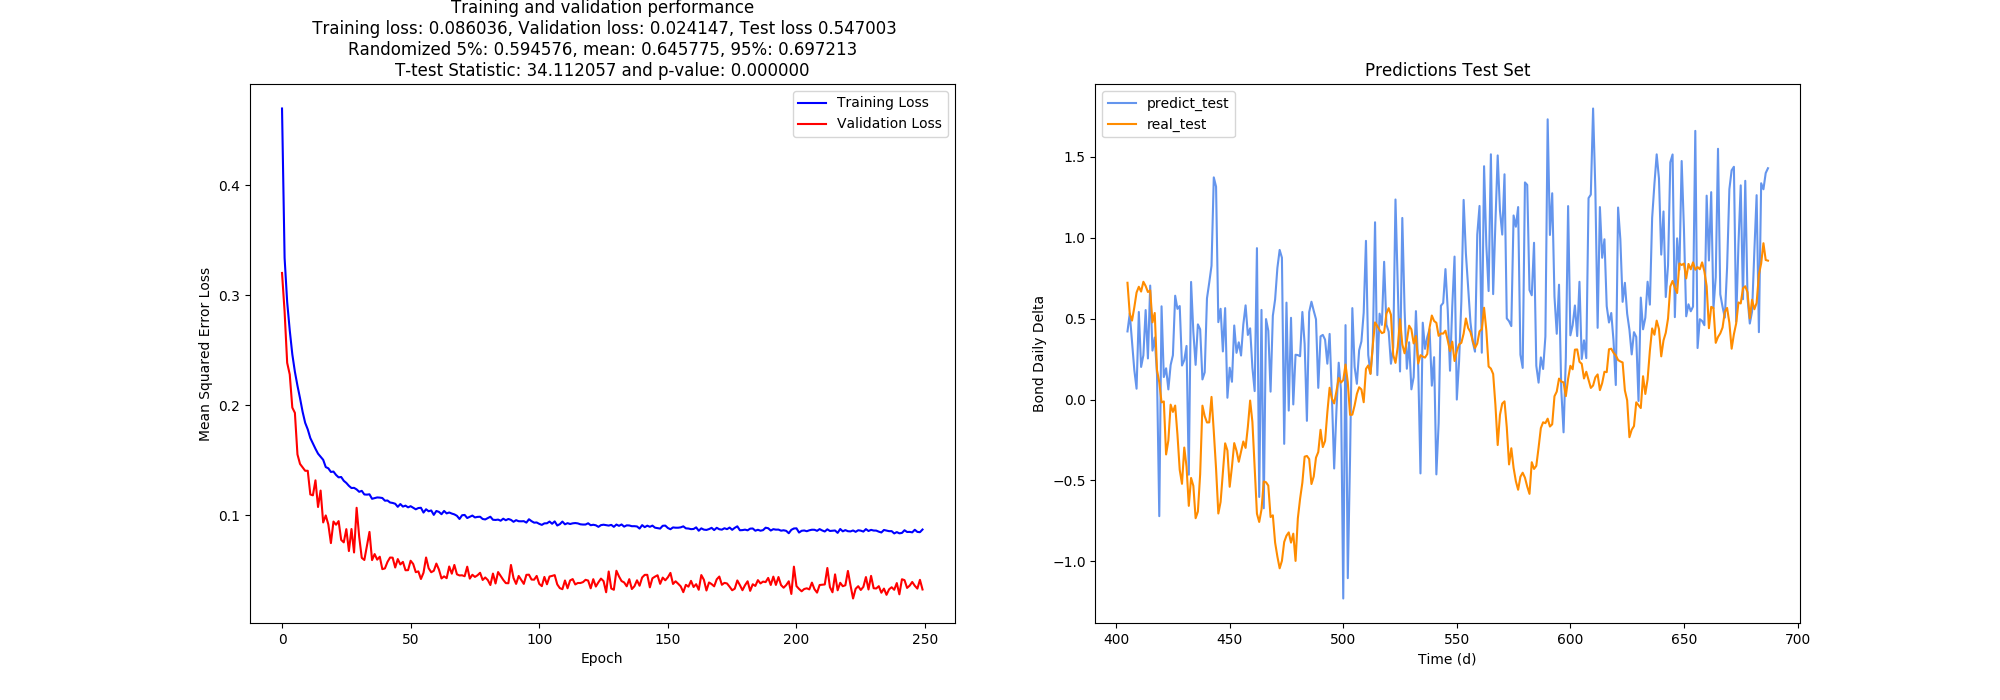 Training and validation performance
Training loss: 0.086036, Validation loss: 0.024147, Test loss 0.547003
Randomized 5%: 0.594576, mean: 0.645775, 95%: 0.697213
T-test Statistic: 34.112057 and p-value: 0.000000
Training Loss
Validation Loss
0.4
0.3
0.2
0.1
Mean Squared Error Loss
0 50 100 150 200 250
Epoch
Predictions Test Set
predict_test
real_test
1.5
1.0
0.5
0.0
−0.5
−1.0
Bond Daily Delta
400 450 500 550 600 650 700
Time (d)